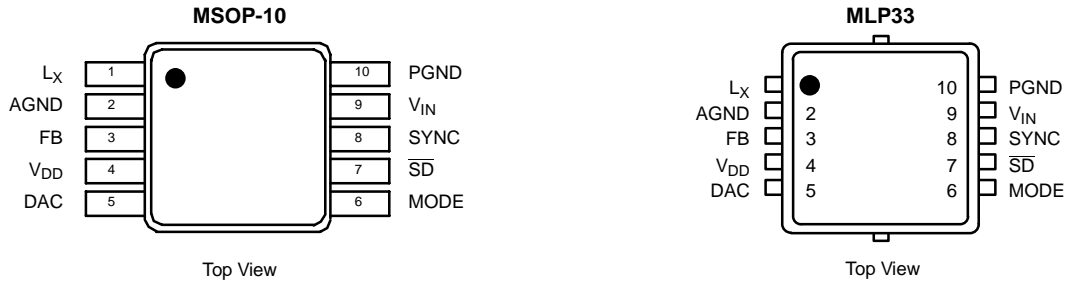 MSOP-10
LX 1 10 PGND
AGND 2 9 VIN
FB 3 8 SYNC
VDD 4 7 SD
DAC 5 6 MODE
Top View
MLP33
LX 10 PGND
AGND 2 9 VIN
FB 3 8 SYNC
VDD 4 7 SD
DAC 5 6 MODE
Top View